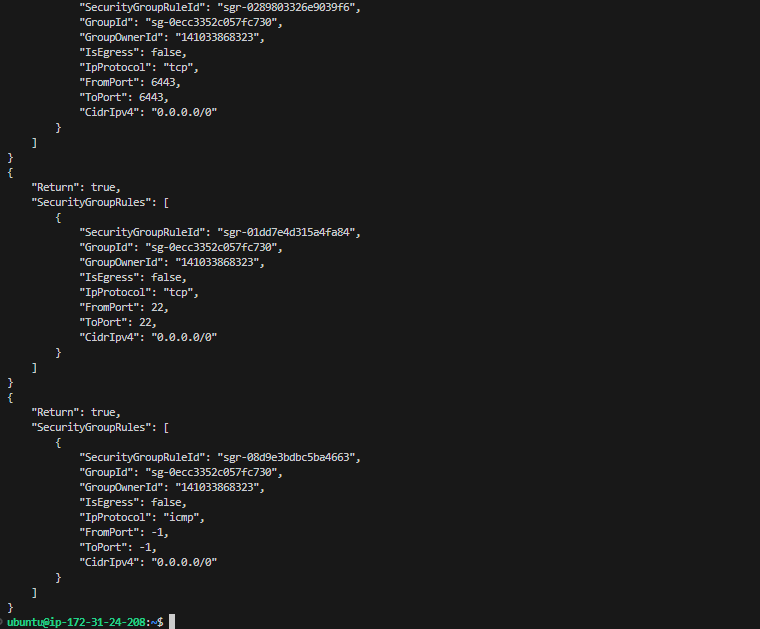 "SecurityGroupRuleId": "sgr-0289803326e9039f6",
"GroupId": "sg-0ecc3352c057fc730",
"GroupOwnerId": "141033868323",
"IsEgress": false,
"IpProtocol": "tcp",
"FromPort": 6443,
"ToPort": 6443,
"CidrIpv4": "0.0.0.0/0"
}
]
}
{
"Return": true,
"SecurityGroupRules": [
{
"SecurityGroupRuleId": "sgr-01dd7e4d315a4fa84",
"GroupId": "sg-0ecc3352c057fc730",
"GroupOwnerId": "141033868323",
"IsEgress": false,
"IpProtocol": "tcp",
"FromPort": 22,
"ToPort": 22,
"CidrIpv4": "0.0.0.0/0"
}
]
}
{
"Return": true,
"SecurityGroupRules": [
{
"SecurityGroupRuleId": "sgr-08d9e3bdbc5ba4663",
"GroupId": "sg-0ecc3352c057fc730",
"GroupOwnerId": "141033868323",
"IsEgress": false,
"IpProtocol": "icmp",
"FromPort": -1,
"ToPort": -1,
"CidrIpv4": "0.0.0.0/0"
}
]
}
ubuntu@ip-172-31-24-208:~$